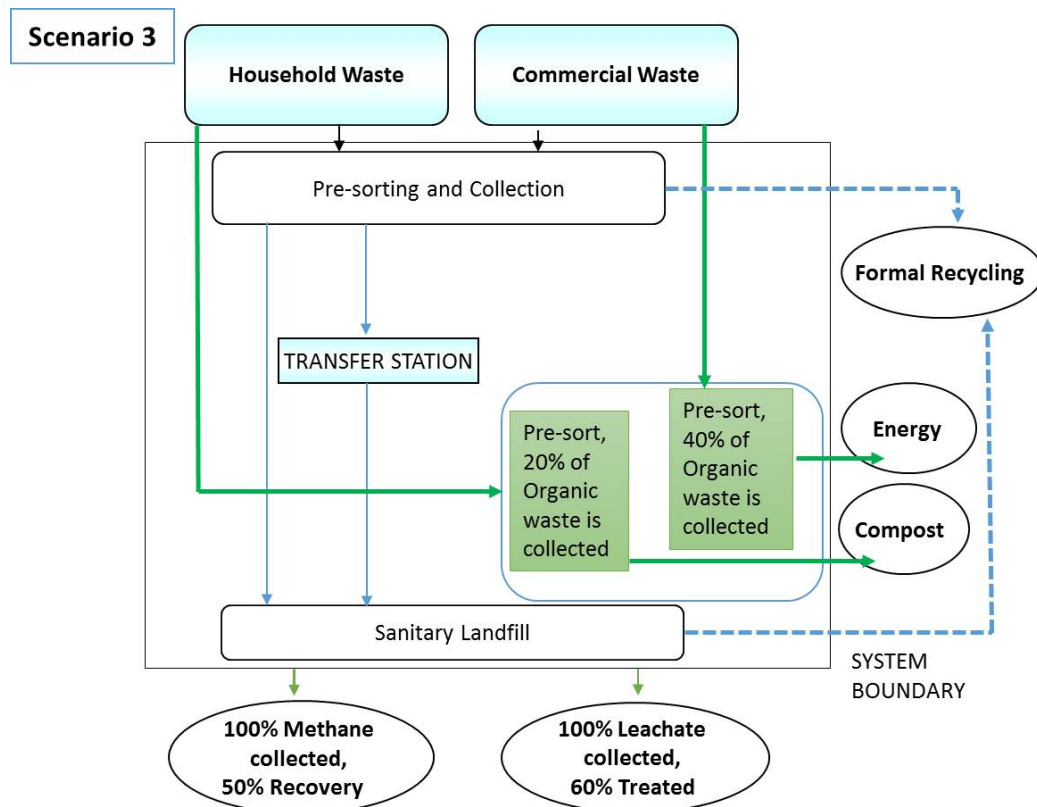 Scenario 3
Household Waste
Commercial Waste
Pre-sorting and Collection
Formal Recycling
TRANSFER STATION
Pre-sort,
20% of
Organic
waste is
collected
Pre-sort,
40% of
Organic
waste is
collected
Energy
Compost
Sanitary Landfill
SYSTEM
BOUNDARY
100% Methane
collected,
50% Recovery
100% Leachate
collected,
60% Treated